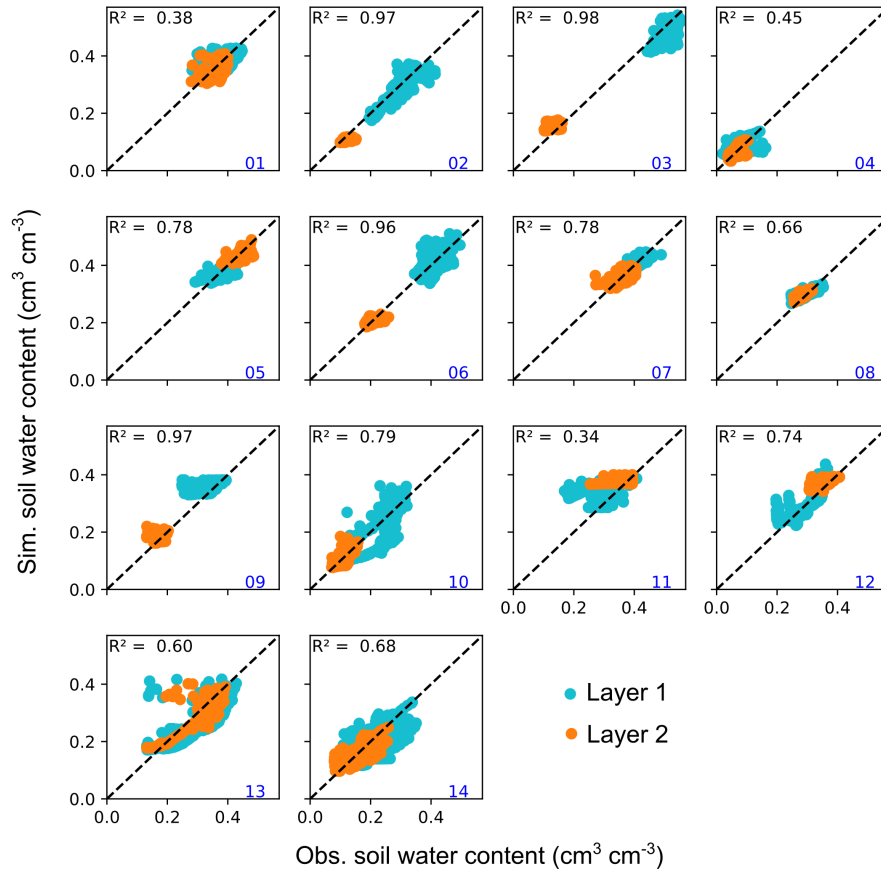 R² = 0.38
R² = 0.97
R² = 0.98
R² = 0.45
0.4
0.2
0.0
01
02
03
04
R² = 0.78
R² = 0.96
R² = 0.78
R² = 0.66
0.4
0.2
0.0
05
06
07
08
R² = 0.97
R² = 0.79
R² = 0.34
R² = 0.74
0.4
0.2
0.0
09
10
11
12
0.0 0.2 0.4
0.0 0.2 0.4
R² = 0.60
R² = 0.68
0.4
0.2
0.0
13
14
0.0 0.2 0.4
0.0 0.2 0.4
Layer 1
Layer 2
Sim. soil water content (cm³ cm⁻³)
Obs. soil water content (cm³ cm⁻³)